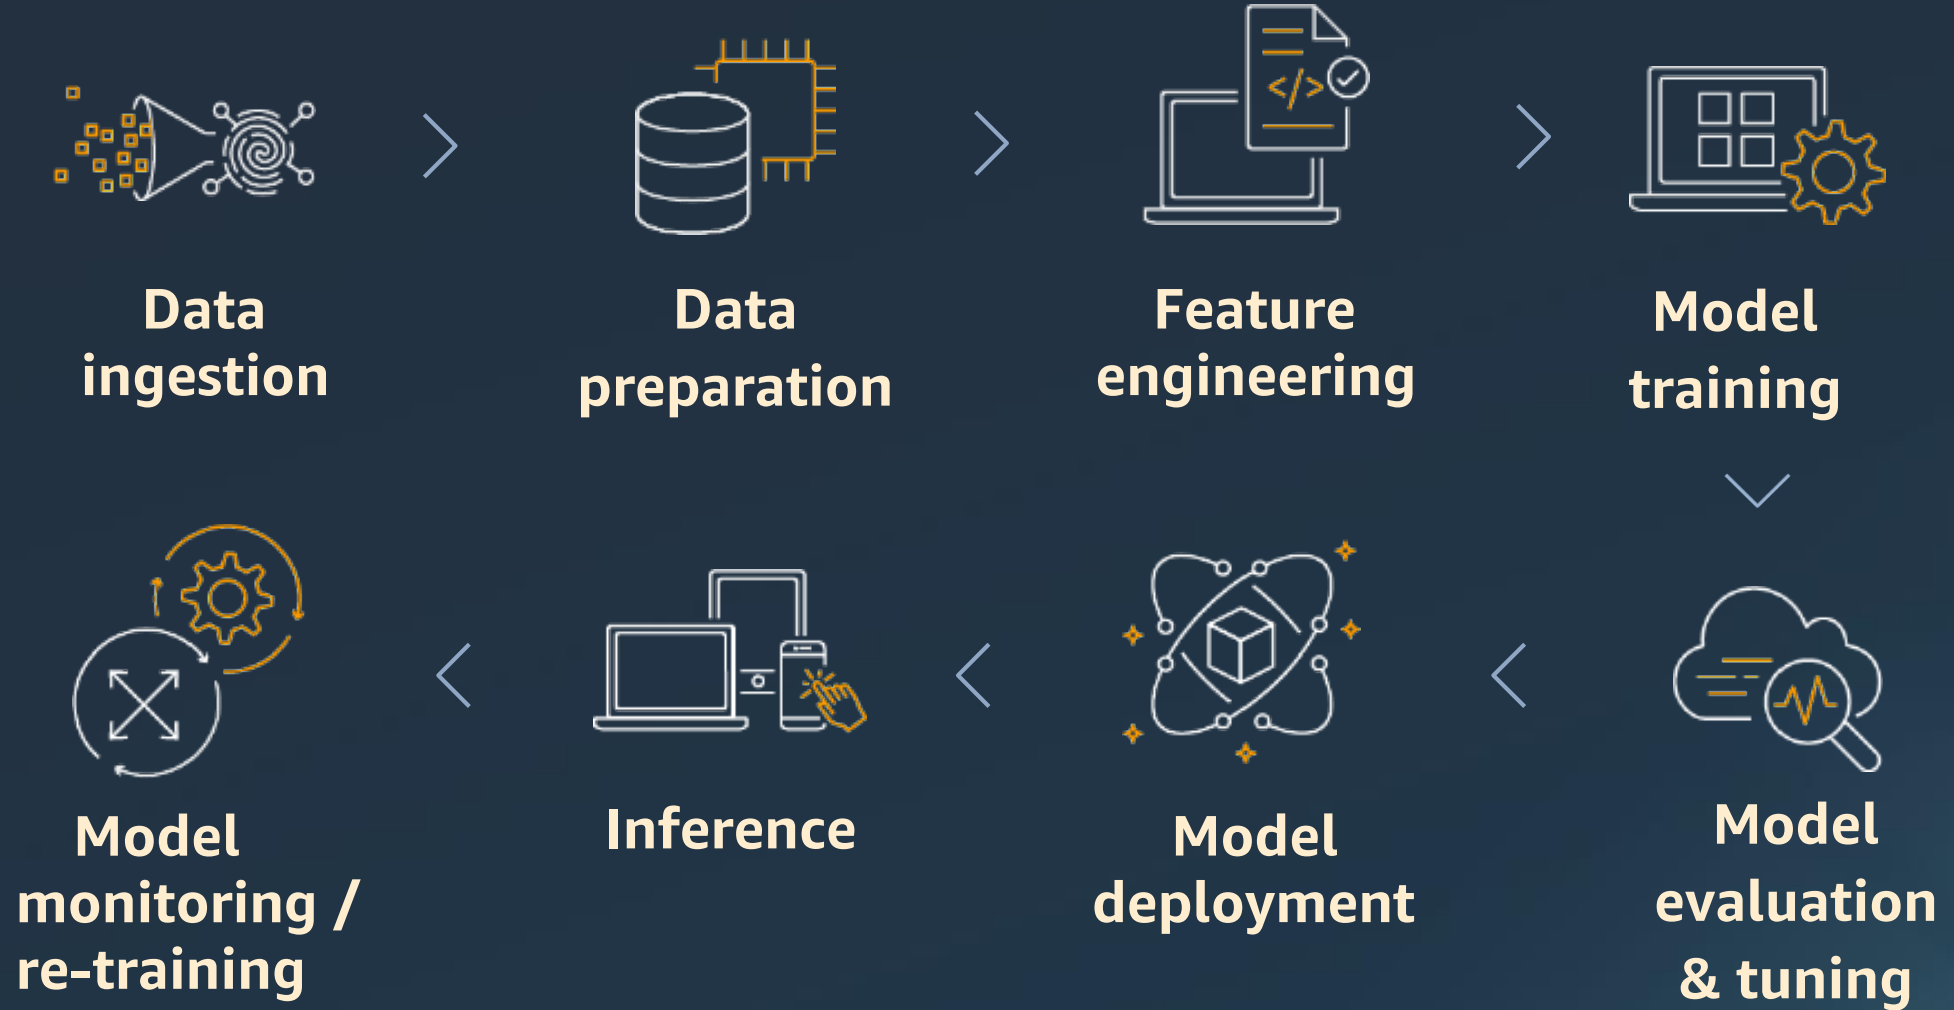 Data
ingestion
Data
preparation
Feature
engineering
</>
Model
training
Model
evaluation
& tuning
Model
deployment
Inference
Model
monitoring /
re-training